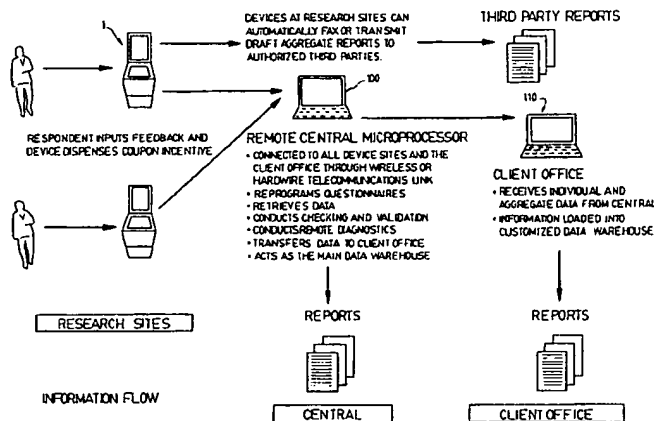 1
DEVICES AT RESEARCH SITES CAN
AUTOMATICALLY FAX OR TRANSMIT
DRAFT AGGREGATE REPORTS TO
AUTHORIZED THIRD PARTIES.
THIRD PARTY REPORTS
100
110
RESPONDENT INPUTS FEEDBACK AND
DEVICE DISPENSES COUPON INCENTIVE
REMOTE CENTRAL MICROPROCESSOR
• CONNECTED TO ALL DEVICE SITES AND THE
CLIENT OFFICE THROUGH WIRELESS OR
HARDWIRE TELECOMMUNICATIONS LINK
• REPROGRAMS QUESTIONNAIRES
• RETRIEVES DATA
• CONDUCTS CHECKING AND VALIDATION
• CONDUCTS REMOTE DIAGNOSTICS
• TRANSFERS DATA TO CLIENT OFFICE
• ACTS AS THE MAIN DATA WAREHOUSE
CLIENT OFFICE
• RECEIVES INDIVIDUAL AND
AGGREGATE DATA FROM CENTRAL
• INFORMATION LOADED INTO
CUSTOMIZED DATA WAREHOUSE
RESEARCH SITES
REPORTS
REPORTS
INFORMATION FLOW
CENTRAL
CLIENT OFFICE